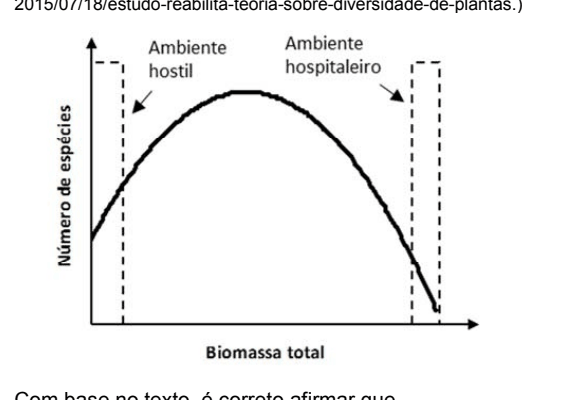 2015/07/18/estudo-reabilita-teoria-sobre-diversidade-de-plantas.)
Ambiente
hostil
Ambiente
hospitaleiro
Número de espécies
Biomassa total
Com base no texto, é correto afirmar que